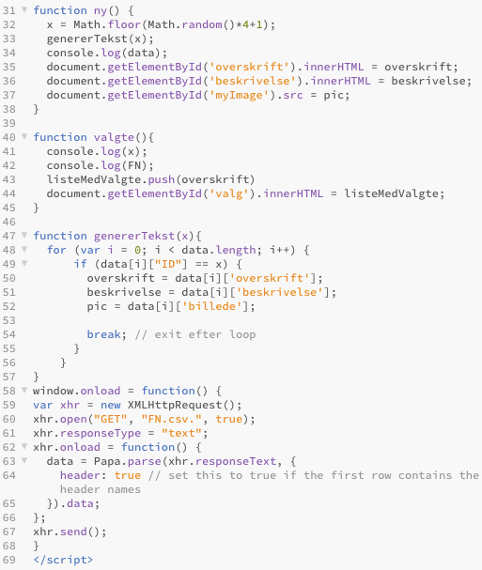 31 function ny() {
32 x = Math.floor(Math.random()*4+1);
33 genererTekst(x);
34 console.log(data);
35 document.getElementById('overskrift').innerHTML = overskrift;
36 document.getElementById('beskrivelse').innerHTML = beskrivelse;
37 document.getElementById('myImage').src = pic;
38 }
39
40 function valgte(){
41 console.log(x);
42 console.log(FN);
43 listeMedValgte.push(overskrift)
44 document.getElementById('valg').innerHTML = listeMedValgte;
45 }
46
47 function genererTekst(x){
48 for (var i = 0; i < data.length; i++) {
49 if (data[i]["ID"] == x) {
50 overskrift = data[i]['overskrift'];
51 beskrivelse = data[i]['beskrivelse'];
52 pic = data[i]['billede'];
53
54 break; // exit efter loop
55 }
56 }
57 }
58 window.onload = function() {
59 var xhr = new XMLHttpRequest();
60 xhr.open("GET", "FN.csv.", true);
61 xhr.responseType = "text";
62 xhr.onload = function() {
63 data = Papa.parse(xhr.responseText, {
64 header: true // set this to true if the first row contains the
header names
65 }).data;
66 };
67 xhr.send();
68 }
69 </script>